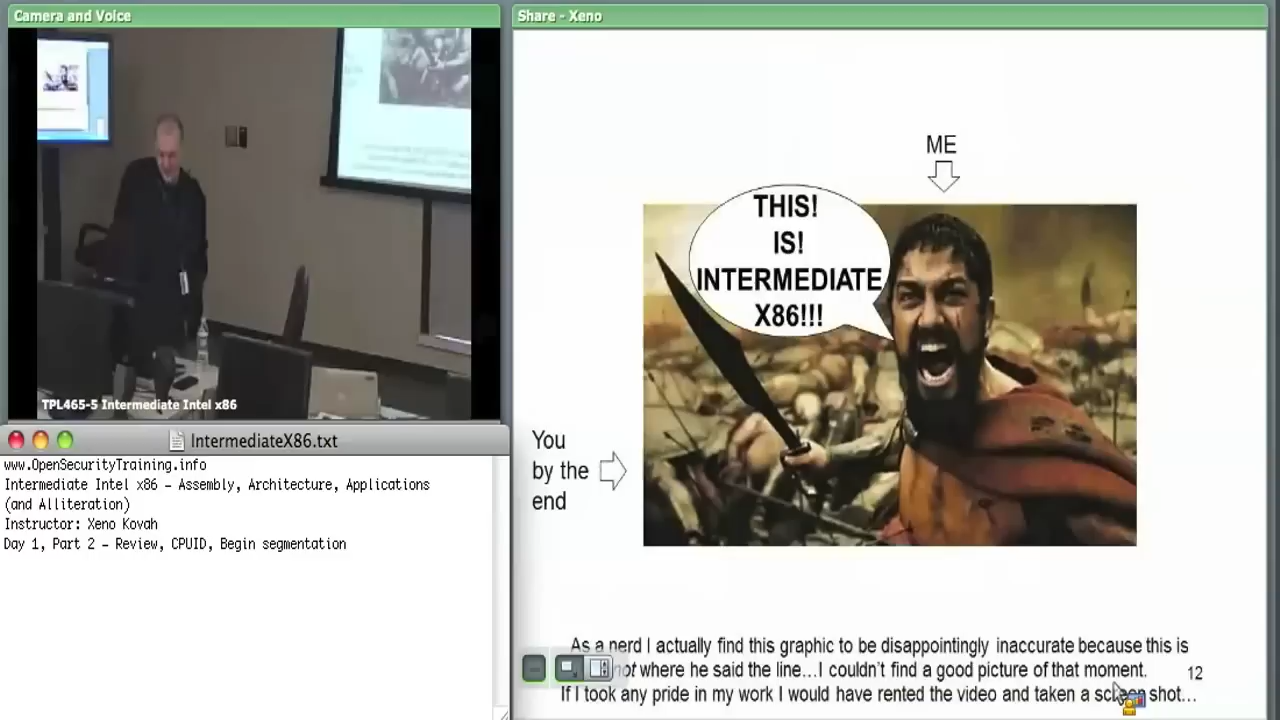 Camera and Voice
TPL465-5 Intermediate Intel x86
IntermediateX86.txt
www.OpenSecurityTraining.info
Intermediate Intel x86 – Assembly, Architecture, Applications
(and Alliteration)
Instructor: Xeno Kovah
Day 1, Part 2 – Review, CPUID, Begin segmentation
Share - Xeno
ME
THIS!
IS!
INTERMEDIATE
X86!!!
You
by the
end
As a nerd I actually find this graphic to be disappointingly inaccurate because this is
not where he said the line...I couldn't find a good picture of that moment.
If I took any pride in my work I would have rented the video and taken a screen shot...
12